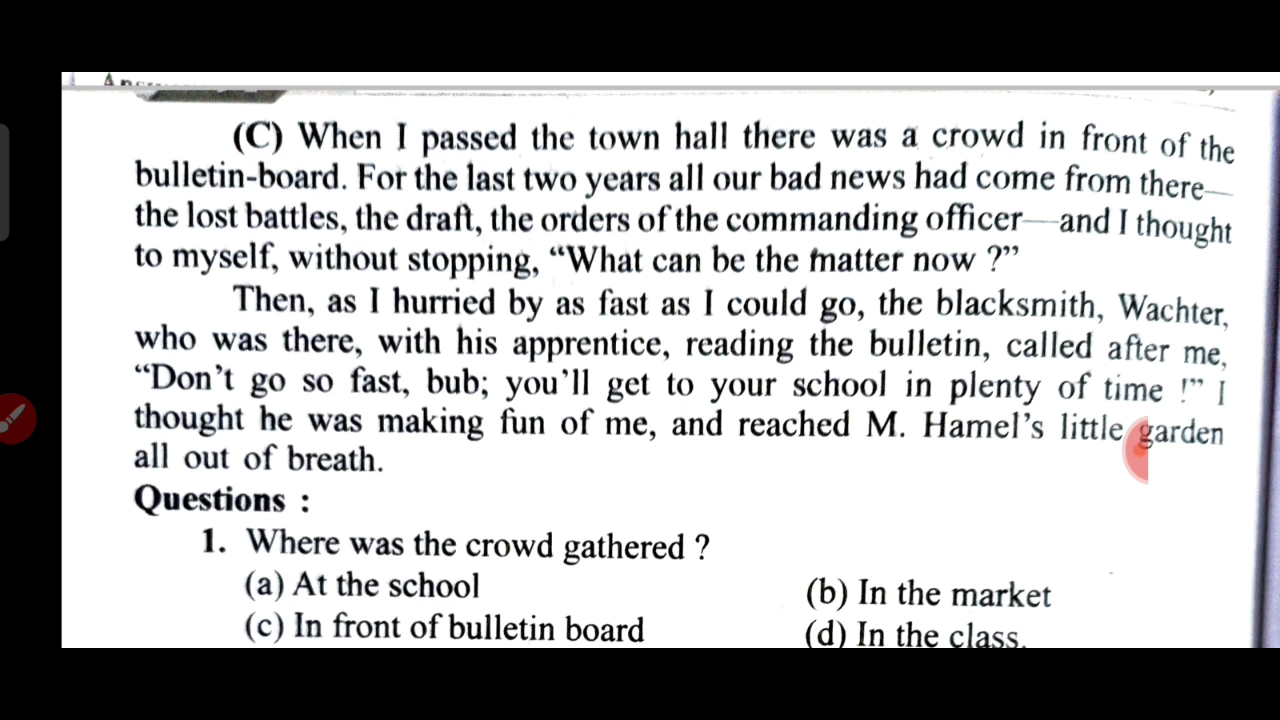 (C) When I passed the town hall there was a crowd in front of the
bulletin-board. For the last two years all our bad news had come from there—
the lost battles, the draft, the orders of the commanding officer—and I thought
to myself, without stopping, “What can be the matter now ?”
Then, as I hurried by as fast as I could go, the blacksmith, Wachter,
who was there, with his apprentice, reading the bulletin, called after me,
“Don’t go so fast, bub; you’ll get to your school in plenty of time !” I
thought he was making fun of me, and reached M. Hamel’s little garden
all out of breath.
Questions :
1. Where was the crowd gathered ?
(a) At the school (b) In the market
(c) In front of bulletin board (d) In the class.